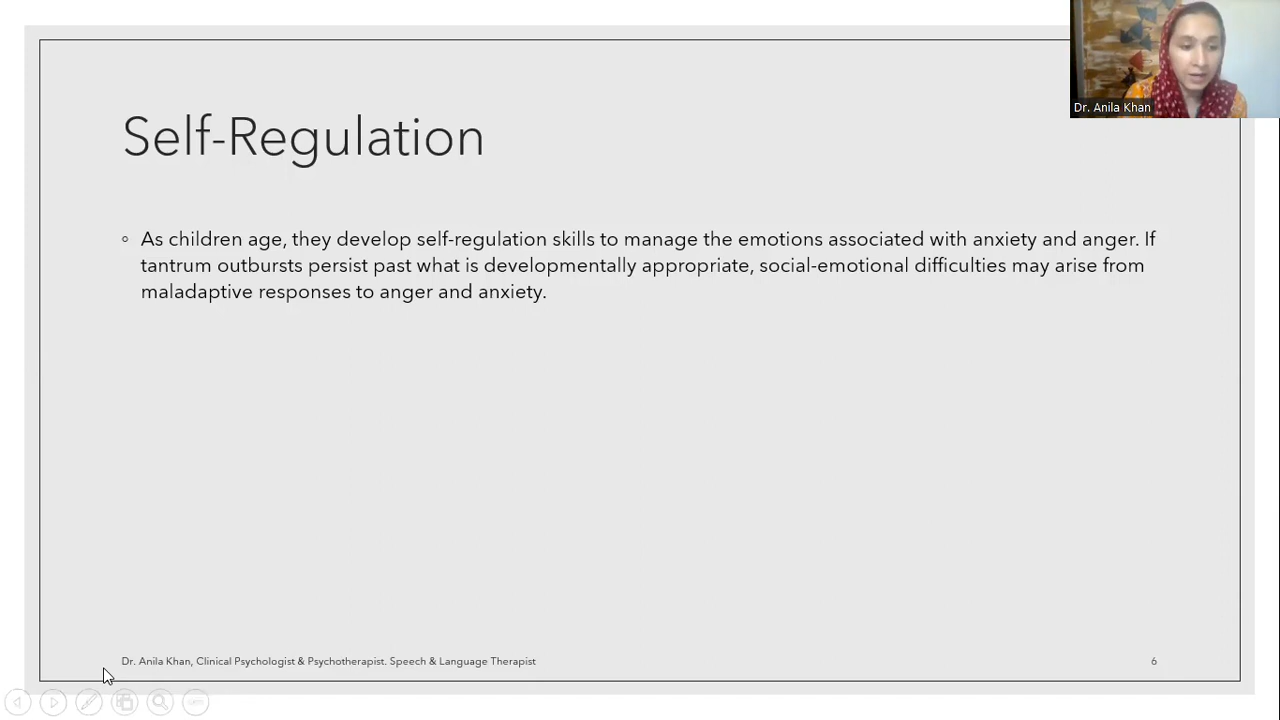 Dr. Anila Khan
Self-Regulation
As children age, they develop self-regulation skills to manage the emotions associated with anxiety and anger. If
tantrum outbursts persist past what is developmentally appropriate, social-emotional difficulties may arise from
maladaptive responses to anger and anxiety.
Dr. Anila Khan, Clinical Psychologist & Psychotherapist. Speech & Language Therapist
6